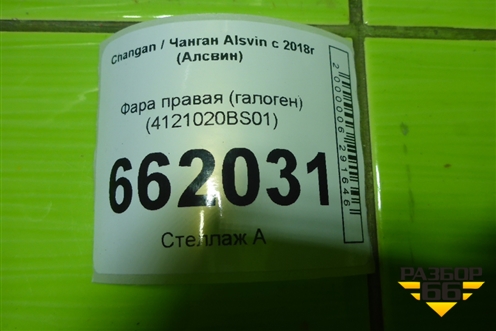 Changan / Чанган Alsvin с 2018г
(Алсвин)
Фара правая (галоген)
(4121020BS01)
662031
Стеллаж А
2000006291646
РАЗБОР
66